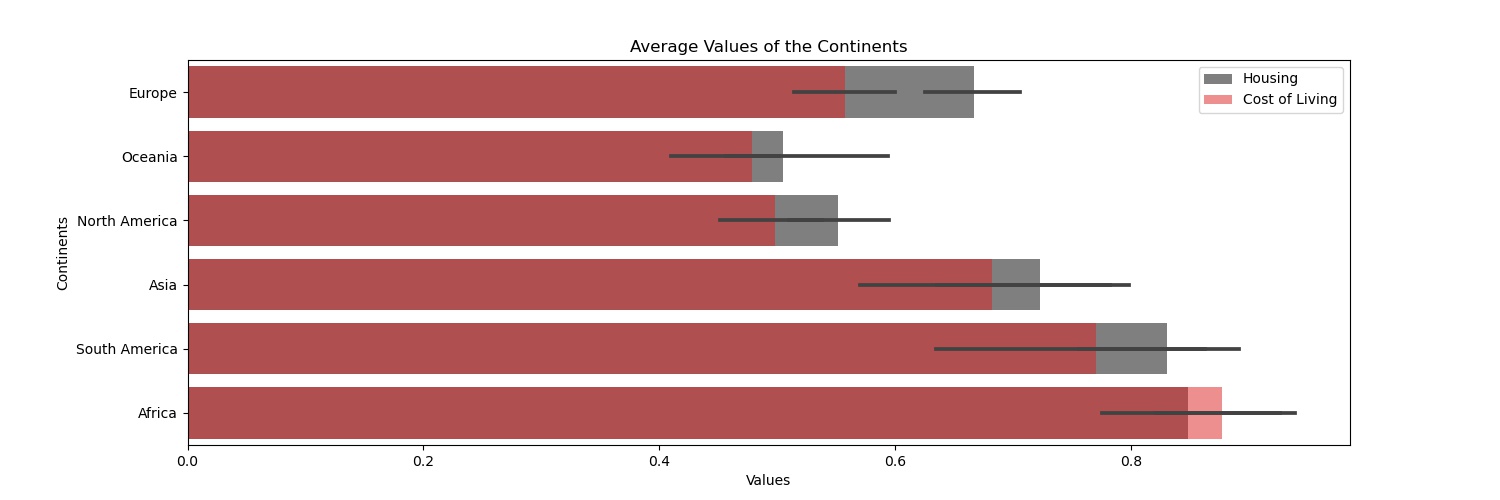 Average Values of the Continents
Housing
Cost of Living
Continents
Europe
Oceania
North America
Asia
South America
Africa
0.0 0.2 0.4 0.6 0.8
Values